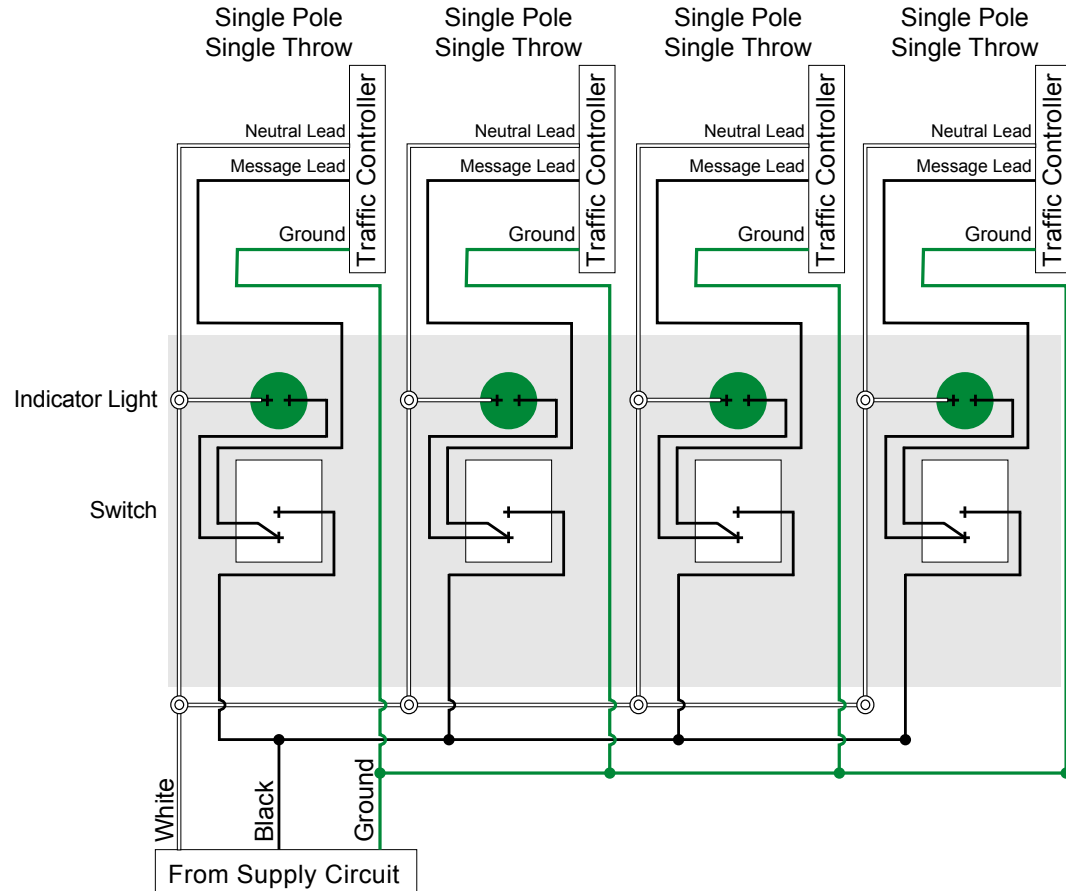 Single Pole
Single Throw
Single Pole
Single Throw
Single Pole
Single Throw
Single Pole
Single Throw
Neutral Lead
Message Lead
Ground
Traffic Controller
Neutral Lead
Message Lead
Ground
Traffic Controller
Neutral Lead
Message Lead
Ground
Traffic Controller
Neutral Lead
Message Lead
Ground
Traffic Controller
Indicator Light
Switch
White
Black
Ground
From Supply Circuit